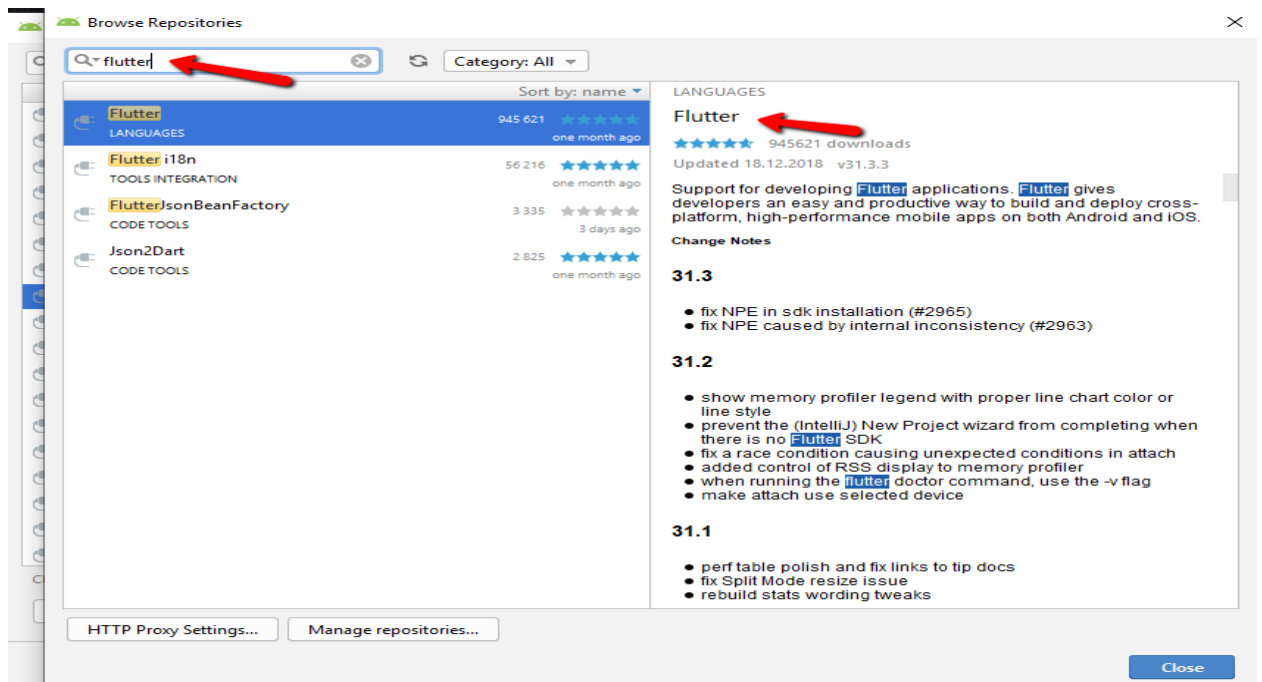 Browse Repositories
flutter
Category: All
Sort by: name
Flutter
945 621
LANGUAGES
one month ago
Flutter i18n
56 216
TOOLS INTEGRATION
one month ago
FlutterJsonBeanFactory
3 335
CODE TOOLS
3 days ago
Json2Dart
2 825
CODE TOOLS
one month ago
LANGUAGES
Flutter
945621 downloads
Updated 18.12.2018 v31.3.3
Support for developing Flutter applications. Flutter gives
developers an easy and productive way to build and deploy cross-
platform, high-performance mobile apps on both Android and iOS.
Change Notes
31.3
● fix NPE in sdk installation (#2965)
● fix NPE caused by internal inconsistency (#2963)
31.2
● show memory profiler legend with proper line chart color or
line style
● prevent the (IntelliJ) New Project wizard from completing when
there is no Flutter SDK
● fix a race condition causing unexpected conditions in attach
● added control of RSS display to memory profiler
● when running the flutter doctor command, use the -v flag
● make attach use selected device
31.1
● perf table polish and fix links to tip docs
● fix Split Mode resize issue
● rebuild stats wording tweaks
HTTP Proxy Settings...
Manage repositories...
Close